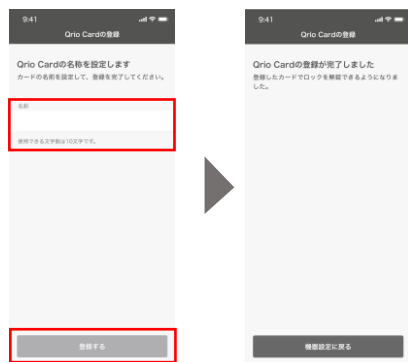 9:41
Qrio Cardの登録
Qrio Cardの名称を設定します
カードの名前を設定して、登録を完了してください。
名称
使用できる文字数は10文字です。
登録する
9:41
Qrio Cardの登録
Qrio Cardの登録が完了しました
登録したカードでロックを解錠できるようになりま
した。
機器設定に戻る